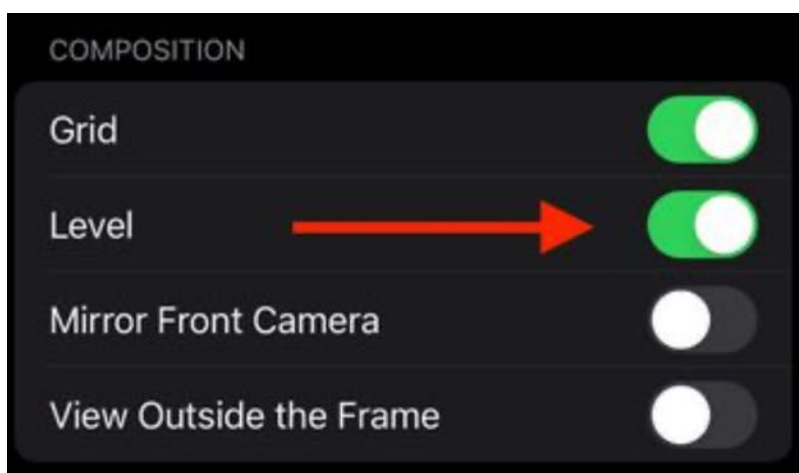 COMPOSITION
Grid
Level
Mirror Front Camera
View Outside the Frame